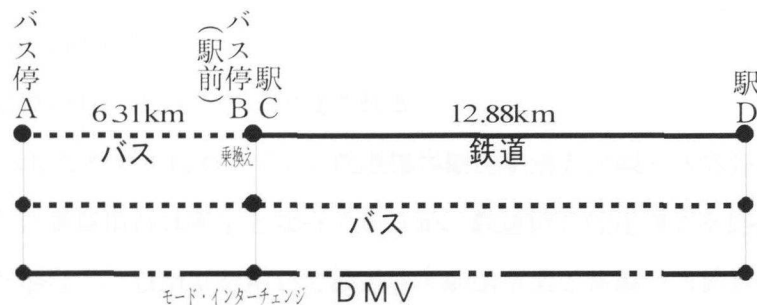 バス停A
バス停B
(駅前)
駅C
駅D
6.31km
12.88km
バス
乗換え
鉄道
バス
モード・インターチェンジ
DMV